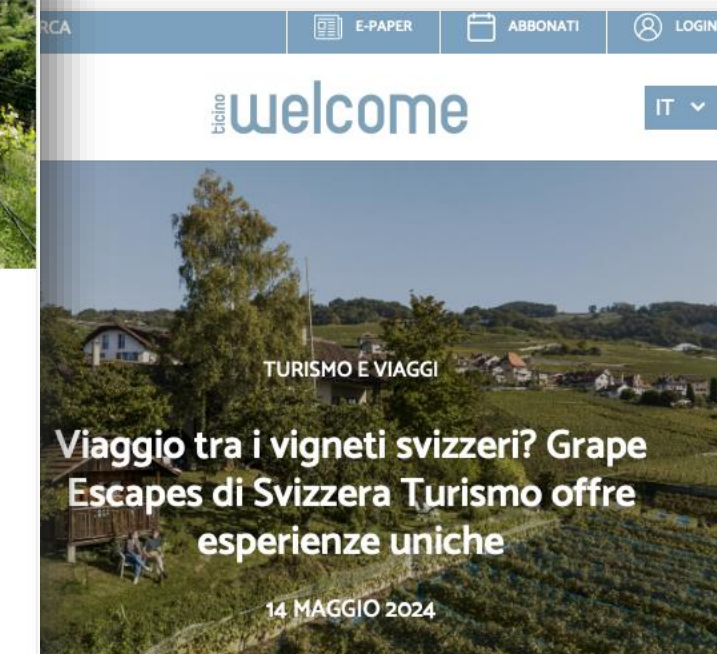 RCA
E-PAPER
ABBONATI
LOGIN
ticino
welcome
IT
TURISMO E VIAGGI
Viaggio tra i vigneti svizzeri? Grape
Escapes di Svizzera Turismo offre
esperienze uniche
14 MAGGIO 2024